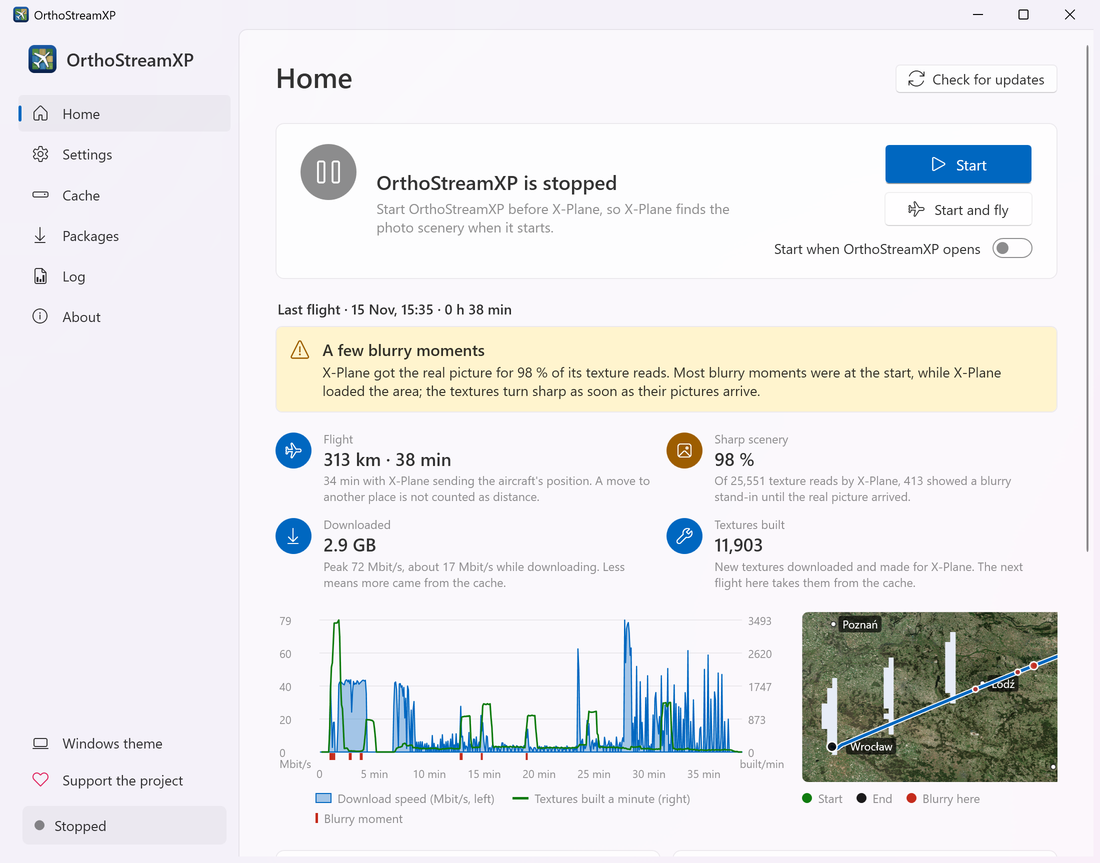 OrthoStreamXP
OrthoStreamXP
Home
Settings
Cache
Packages
Log
About
Windows theme
Support the project
Stopped
Home
Check for updates
OrthoStreamXP is stopped
Start OrthoStreamXP before X-Plane, so X-Plane finds the
photo scenery when it starts.
Start
Start and fly
Start when OrthoStreamXP opens
Last flight · 15 Nov, 15:35 · 0 h 38 min
A few blurry moments
X-Plane got the real picture for 98 % of its texture reads. Most blurry moments were at the start, while X-Plane
loaded the area; the textures turn sharp as soon as their pictures arrive.
Flight
313 km · 38 min
34 min with X-Plane sending the aircraft's position. A move to
another place is not counted as distance.
Sharp scenery
98 %
Of 25,551 texture reads by X-Plane, 413 showed a blurry
stand-in until the real picture arrived.
Downloaded
2.9 GB
Peak 72 Mbit/s, about 17 Mbit/s while downloading. Less
means more came from the cache.
Textures built
11,903
New textures downloaded and made for X-Plane. The next
flight here takes them from the cache.
79 3493
60 2620
40 1747
20 873
0 0
Mbit/s built/min
0 5 min 10 min 15 min 20 min 25 min 30 min 35 min
Download speed (Mbit/s, left) Textures built a minute (right)
Blurry moment
Poznań
Łódź
Wrocław
Start End Blurry here